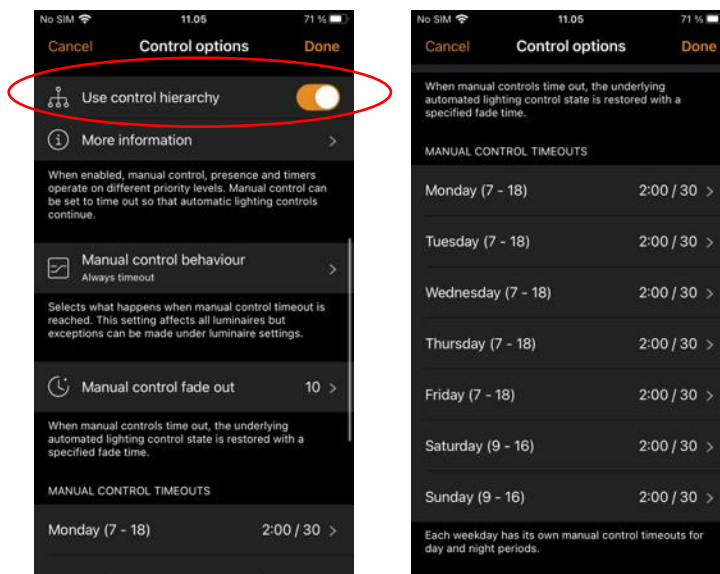 No SIM 11.05 71 %
Cancel Control options Done
Use control hierarchy
More information
When enabled, manual control, presence and timers
operate on different priority levels. Manual control can
be set to time out so that automatic lighting controls
continue.
Manual control behaviour
Always timeout
Selects what happens when manual control timeout is
reached. This setting affects all luminaires but
exceptions can be made under luminaire settings.
Manual control fade out 10
When manual controls time out, the underlying
automated lighting control state is restored with a
specified fade time.
MANUAL CONTROL TIMEOUTS
Monday (7 - 18) 2:00 / 30
No SIM 11.05 71 %
Cancel Control options Done
When manual controls time out, the underlying
automated lighting control state is restored with a
specified fade time.
MANUAL CONTROL TIMEOUTS
Monday (7 - 18) 2:00 / 30
Tuesday (7 - 18) 2:00 / 30
Wednesday (7 - 18) 2:00 / 30
Thursday (7 - 18) 2:00 / 30
Friday (7 - 18) 2:00 / 30
Saturday (9 - 16) 2:00 / 30
Sunday (9 - 16) 2:00 / 30
Each weekday has its own manual control timeouts for
day and night periods.